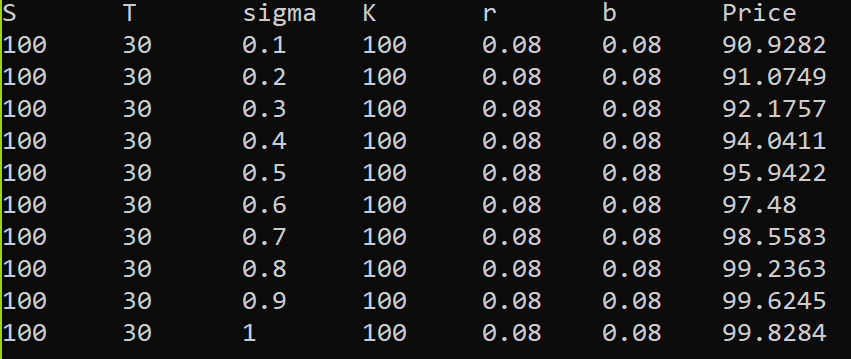 S T sigma K r b Price
100 30 0.1 100 0.08 0.08 90.9282
100 30 0.2 100 0.08 0.08 91.0749
100 30 0.3 100 0.08 0.08 92.1757
100 30 0.4 100 0.08 0.08 94.0411
100 30 0.5 100 0.08 0.08 95.9422
100 30 0.6 100 0.08 0.08 97.48
100 30 0.7 100 0.08 0.08 98.5583
100 30 0.8 100 0.08 0.08 99.2363
100 30 0.9 100 0.08 0.08 99.6245
100 30 1 100 0.08 0.08 99.8284